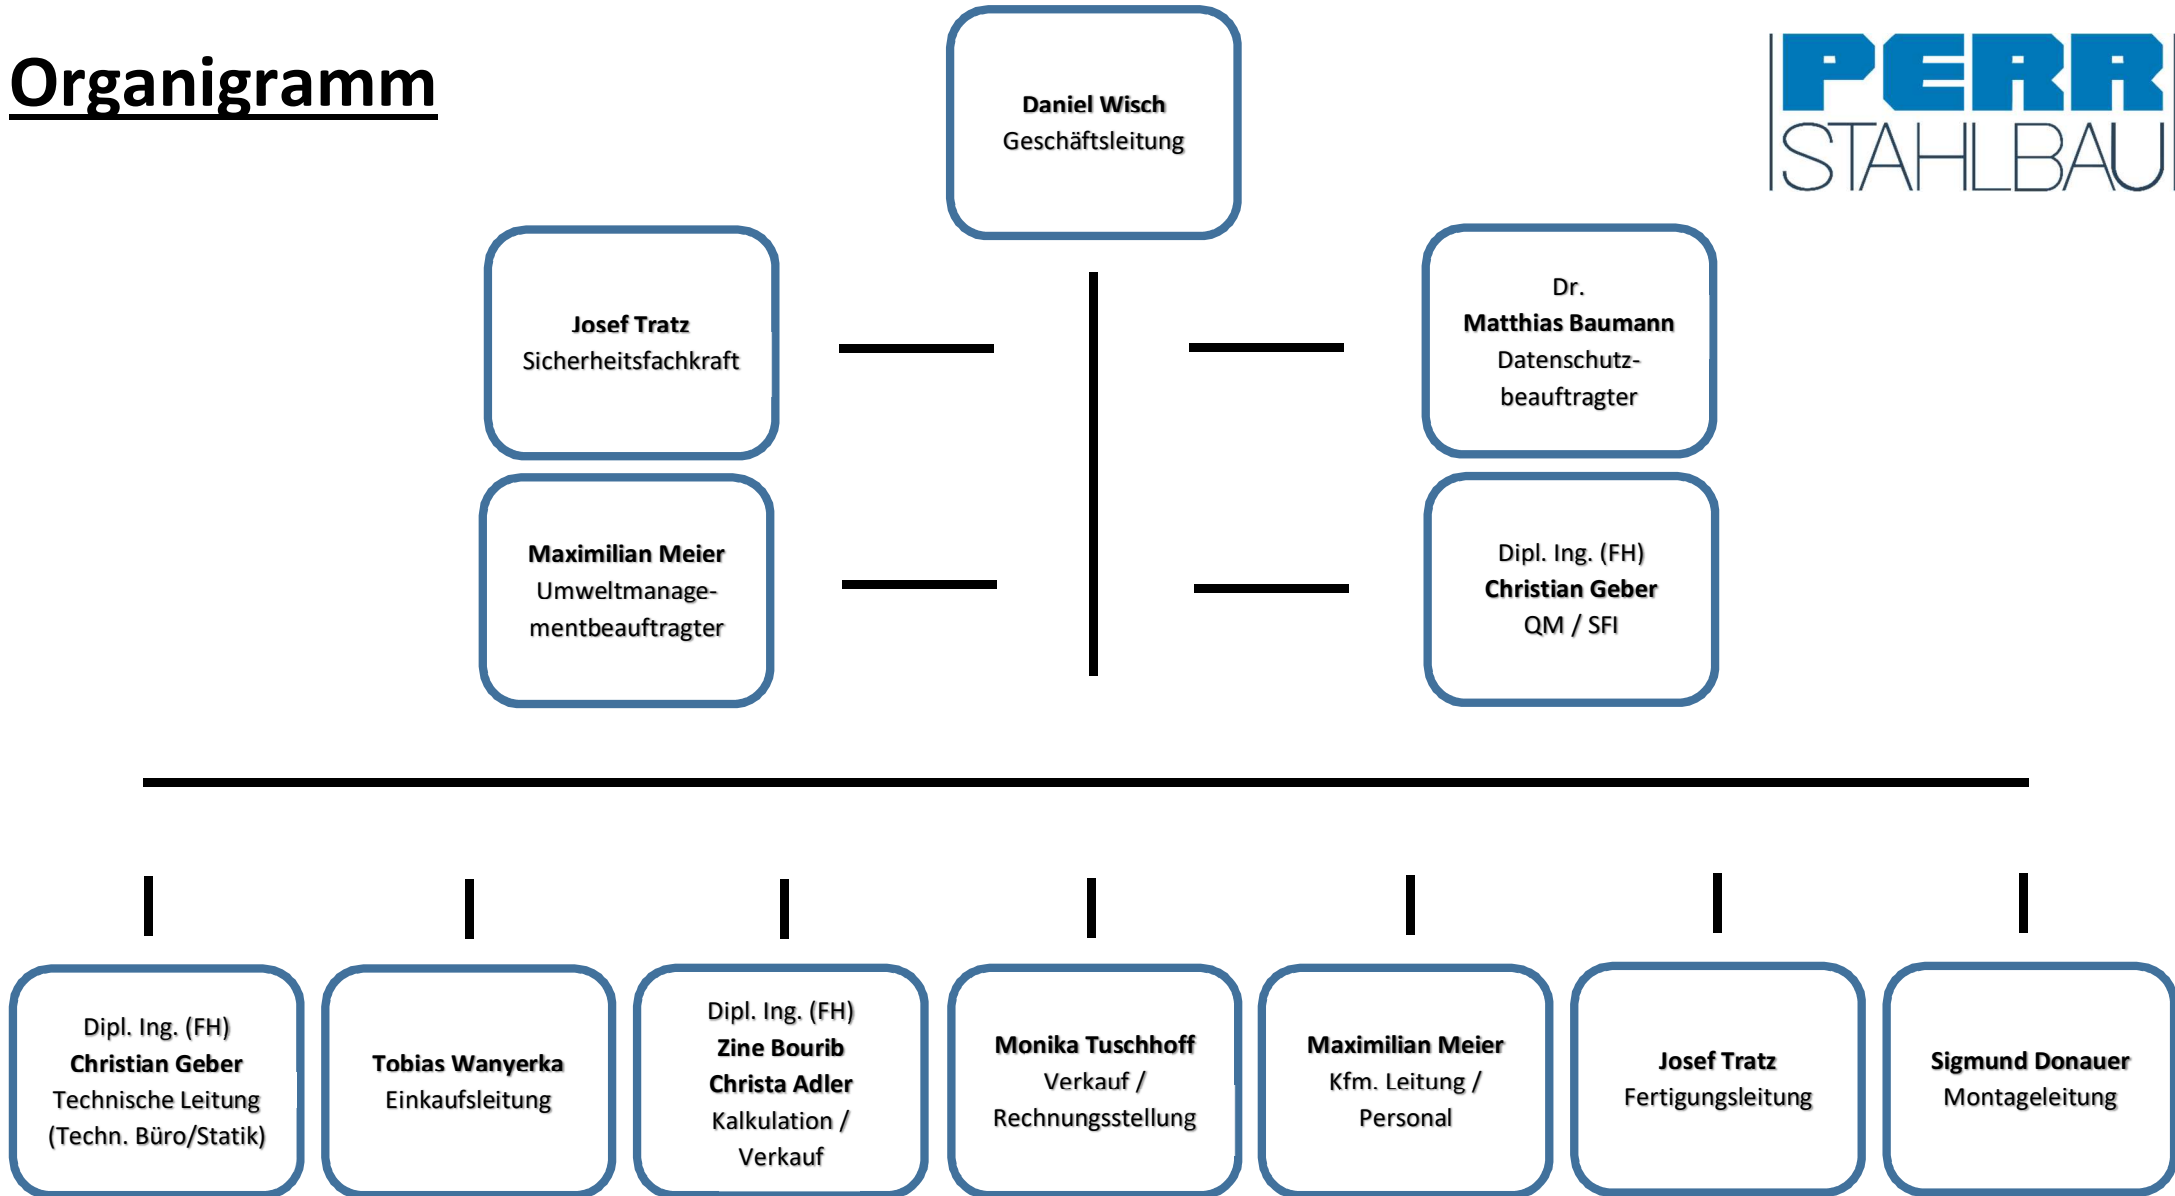 Organigramm
Daniel Wisch
Geschäftsleitung
PERR
STAHLBAU
Josef Tratz
Sicherheitsfachkraft
Dr.
Matthias Baumann
Datenschutz-
beauftragter
Maximilian Meier
Umweltmanage-
mentbeauftragter
Dipl. Ing. (FH)
Christian Geber
QM / SFI
Dipl. Ing. (FH)
Christian Geber
Technische Leitung
(Techn. Büro/Statik)
Tobias Wanyerka
Einkaufsleitung
Dipl. Ing. (FH)
Zine Bourib
Christa Adler
Kalkulation /
Verkauf
Monika Tuschhoff
Verkauf /
Rechnungsstellung
Maximilian Meier
Kfm. Leitung /
Personal
Josef Tratz
Fertigungsleitung
Sigmund Donauer
Montageleitung